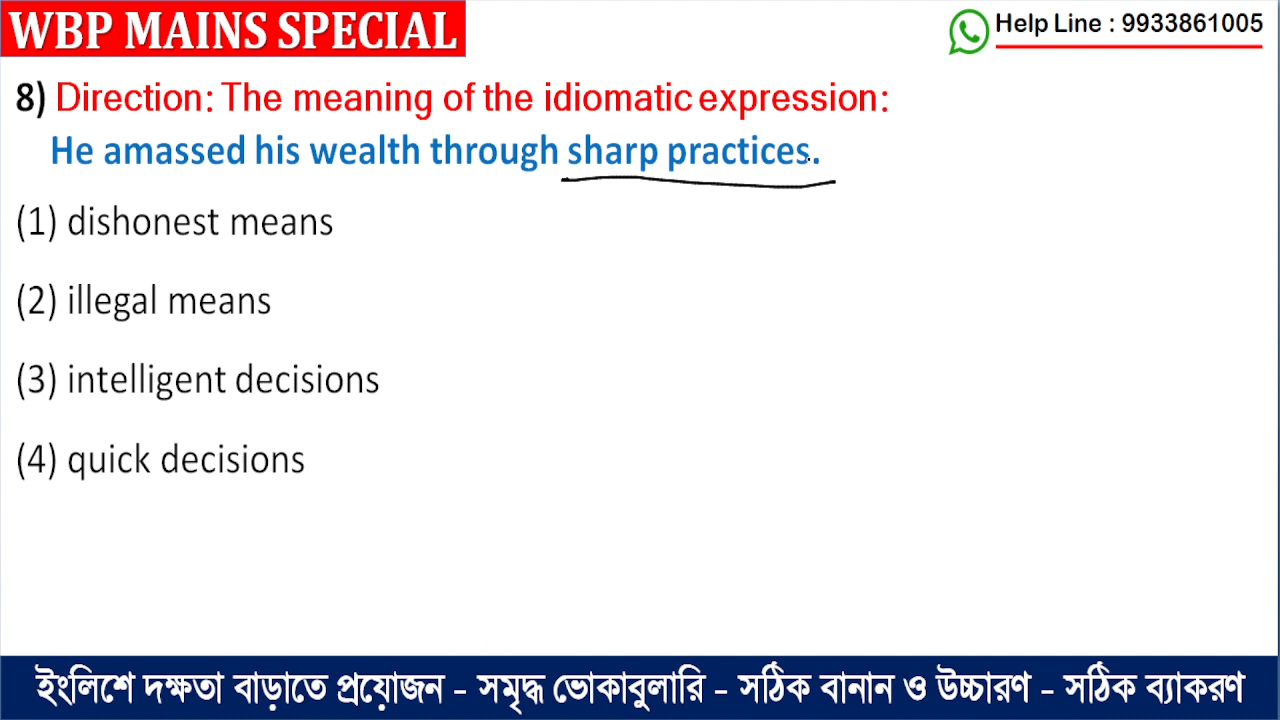 WBP MAINS SPECIAL
Help Line : 9933861005
8) Direction: The meaning of the idiomatic expression:
He amassed his wealth through sharp practices.
(1) dishonest means
(2) illegal means
(3) intelligent decisions
(4) quick decisions
ইংলিশে দক্ষতা বাড়াতে প্রয়োজন - সমৃদ্ধ ভোকাবুলারি - সঠিক বানান ও উচ্চারণ - সঠিক ব্যাকরণ